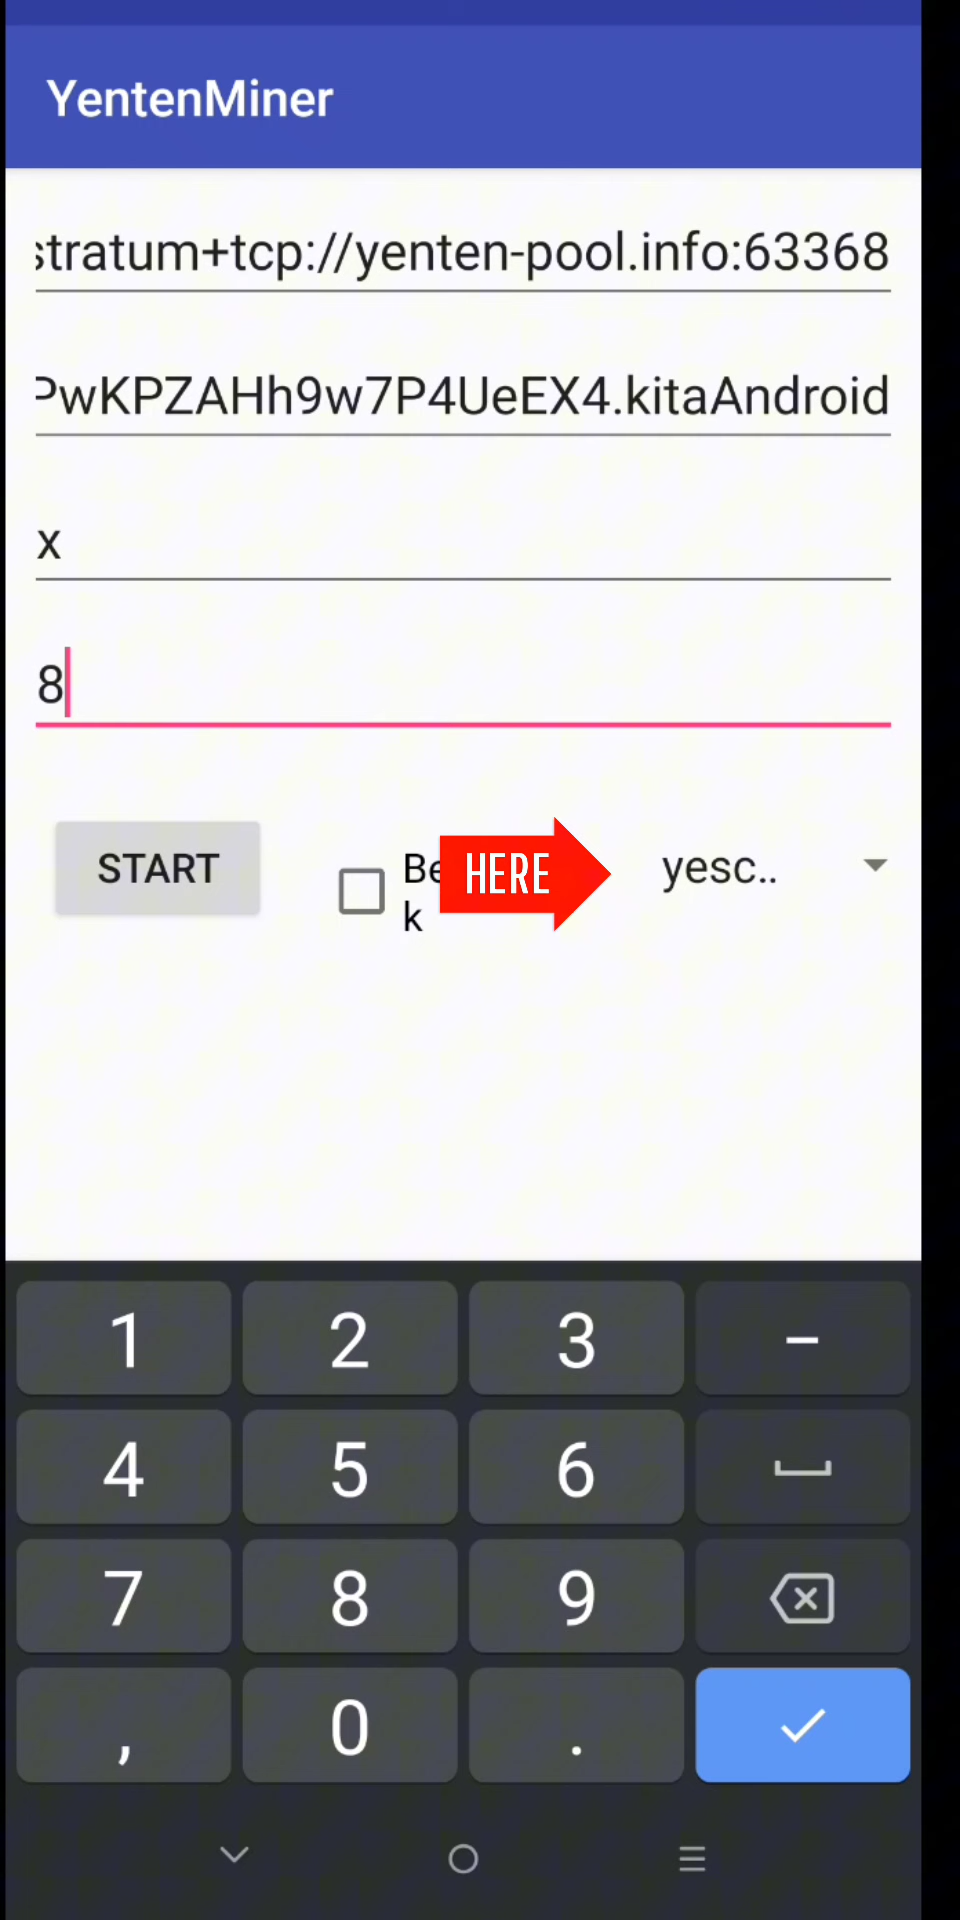 YentenMiner
stratum+tcp://yenten-pool.info:63368
PwKPZAHh9w7P4UeEX4.kitaAndroid
x
8
START
Be
k
HERE
yesc..
1 2 3 –
4 5 6
7 8 9
, 0 .